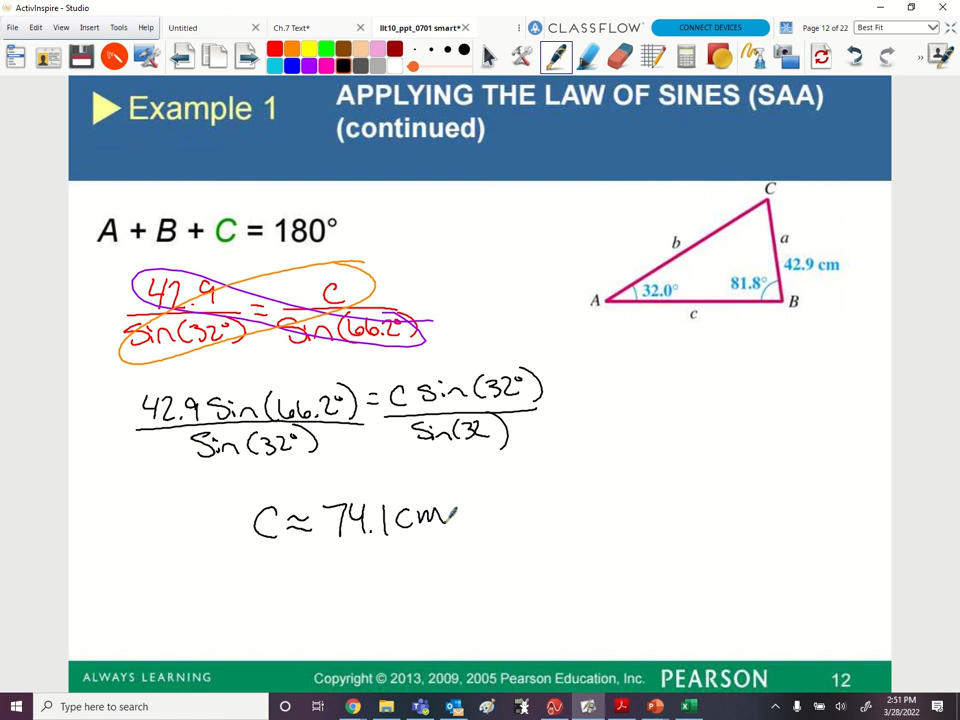 ActivInspire - Studio
File Edit View Insert Tools Help
Untitled
Ch.7 Text*
llt10_ppt_0701 smart*
CLASSFLOW
CONNECT DEVICES
Page 12 of 22
Best Fit
Example 1
APPLYING THE LAW OF SINES (SAA)
(continued)
A + B + C = 180°
42.9 / sin(32°) = c / sin(66.2°)
42.9 sin(66.2°) / sin(32°) = c sin(32°) / sin(32)
c ≈ 74.1 cm
C
b
a
42.9 cm
81.8°
32.0°
A
B
c
ALWAYS LEARNING
Copyright © 2013, 2009, 2005 Pearson Education, Inc.
PEARSON
12
Type here to search
2:51 PM
3/28/2022